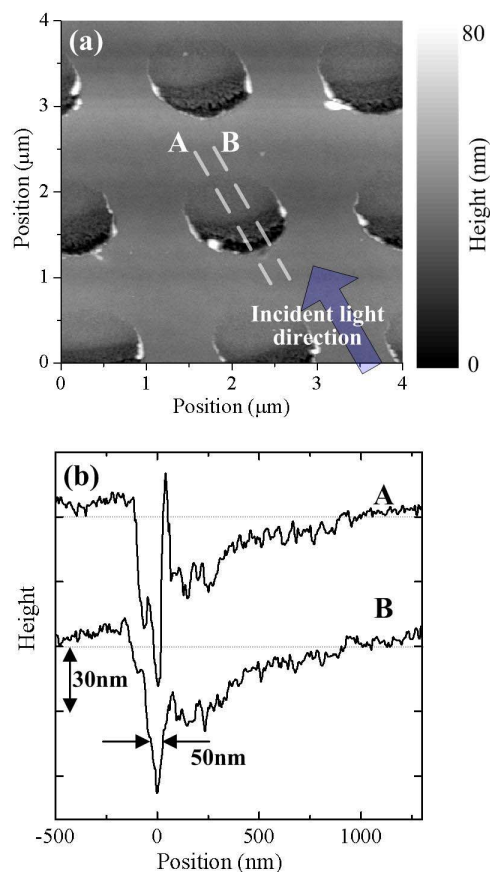 (a)
A B
Incident light
direction
4
3
2
1
0
Position (μm)
0 1 2 3 4
Position (μm)
80
0
Height (nm)
(b)
A
B
30nm
50nm
Height
-500 0 500 1000
Position (nm)